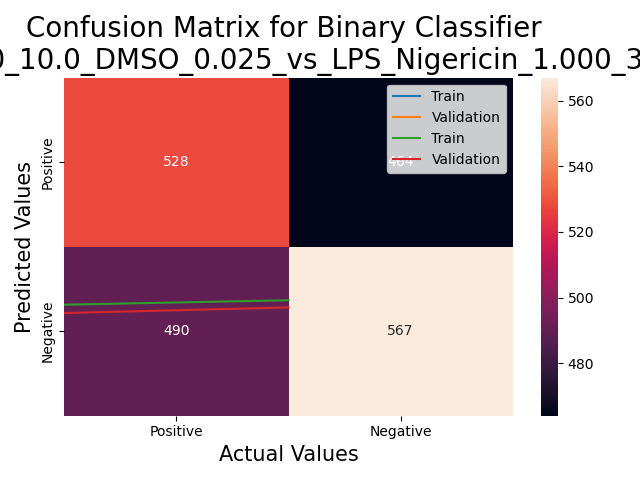 Confusion Matrix for Binary Classifier
0_10.0_DMSO_0.025_vs_LPS_Nigericin_1.000_3
Train
Validation
Train
Validation
Predicted Values
Positive
Negative
528
464
490
567
Positive
Negative
Actual Values
560
540
520
500
480